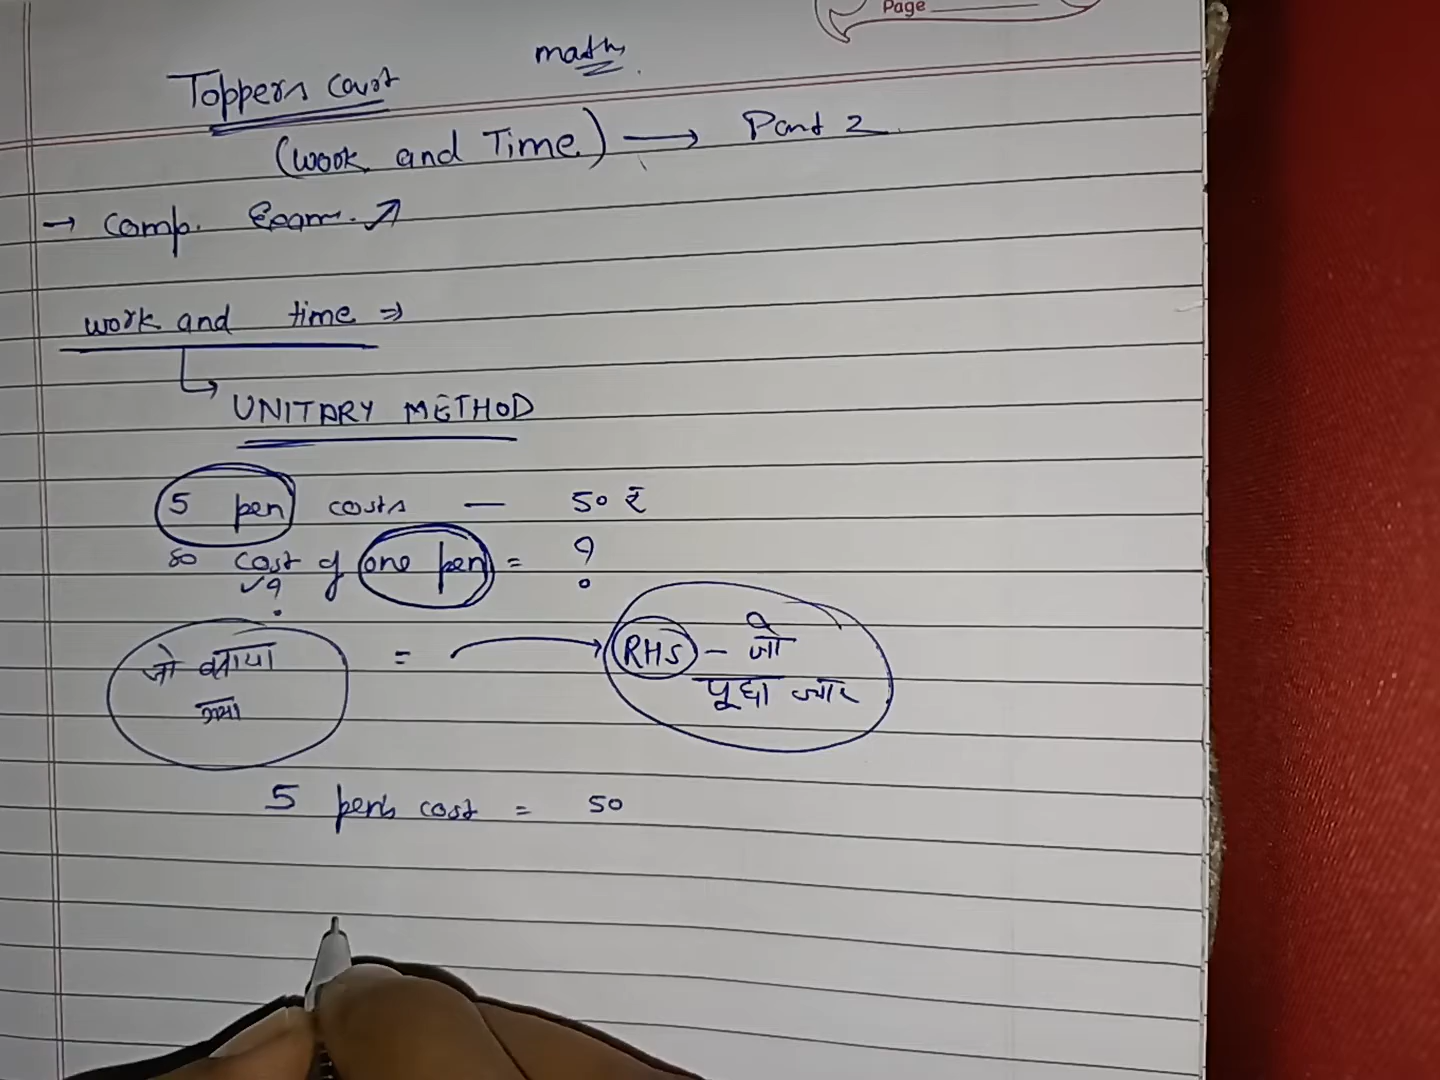 Page
math
Toppers court
(work and Time) → Part 2
→ Comp. Exam. ↗
work and time ⇒
UNITARY METHOD
5 pen costs — 50 ₹
so cost of one pen = ?
?
जो बताया = RHS - जो
गया पूछा जाए
5 pens cost = 50